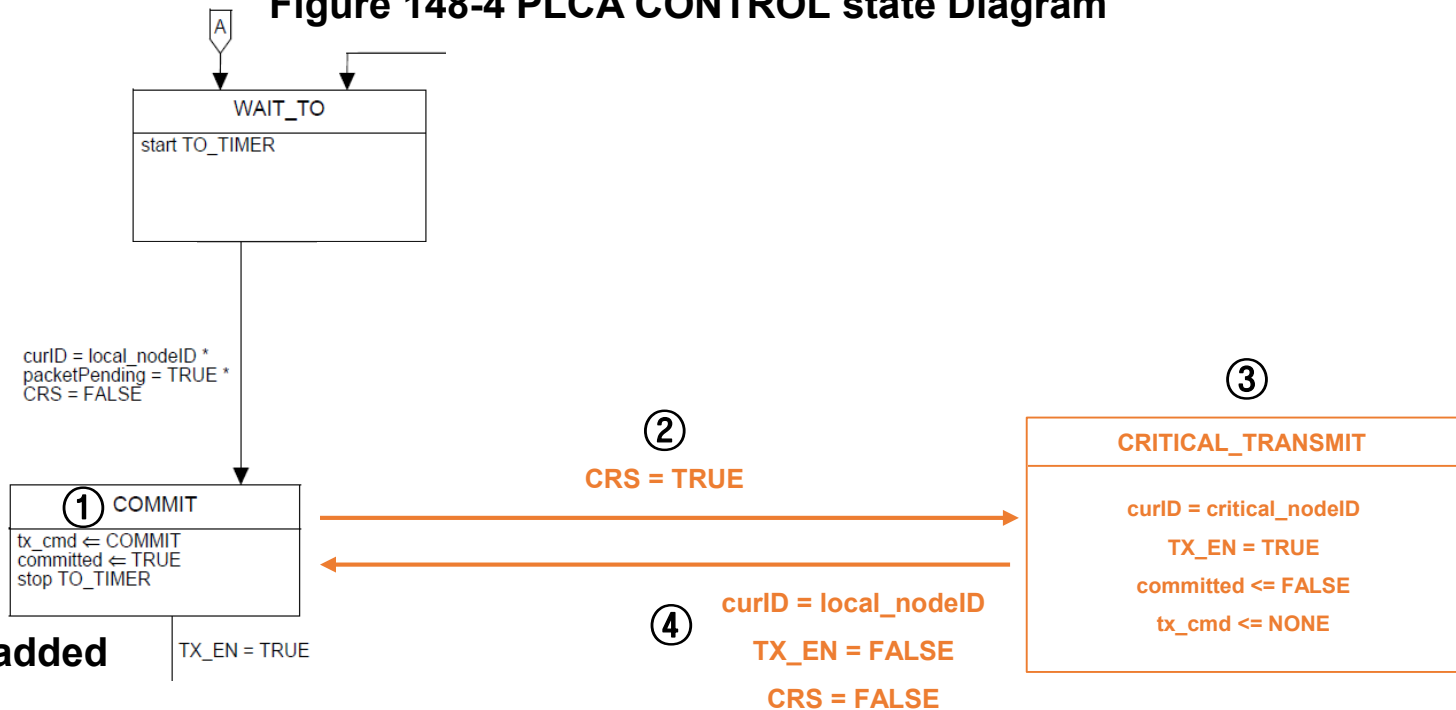 Figure 148-4 PLCA CONTROL state Diagram
A
WAIT_TO
start TO_TIMER
curID = local_nodeID *
packetPending = TRUE *
CRS = FALSE
①
COMMIT
tx_cmd ⇐ COMMIT
committed ⇐ TRUE
stop TO_TIMER
added
TX_EN = TRUE
②
CRS = TRUE
③
CRITICAL_TRANSMIT
curID = critical_nodeID
TX_EN = TRUE
committed <= FALSE
tx_cmd <= NONE
④
curID = local_nodeID
TX_EN = FALSE
CRS = FALSE